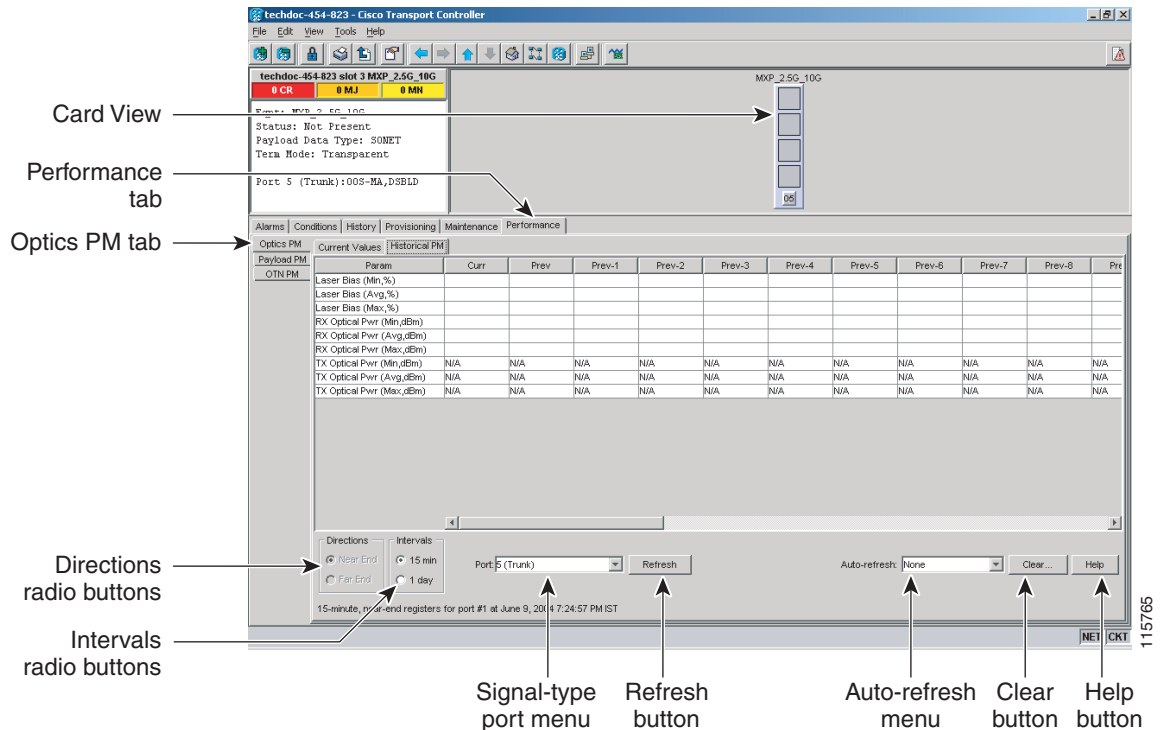 techdoc-454-823 - Cisco Transport Controller
File Edit View Tools Help
techdoc-454-823 slot 3 MXP_2.5G_10G
0 CR 0 MJ 0 MN
Eqpt: MXP_2.5G_10G
Status: Not Present
Payload Data Type: SONET
Term Mode: Transparent
Port 5 (Trunk):OOS-MA,DSBLD
MXP_2.5G_10G
05
Card View
Performance
tab
Optics PM tab
Alarms Conditions History Provisioning Maintenance Performance
Optics PM
Payload PM
OTN PM
Current Values Historical PM
Param Curr Prev Prev-1 Prev-2 Prev-3 Prev-4 Prev-5 Prev-6 Prev-7 Prev-8 Pre
Laser Bias (Min,%)
Laser Bias (Avg,%)
Laser Bias (Max,%)
RX Optical Pwr (Min,dBm)
RX Optical Pwr (Avg,dBm)
RX Optical Pwr (Max,dBm)
TX Optical Pwr (Min,dBm) N/A N/A N/A N/A N/A N/A N/A N/A N/A N/A N/A
TX Optical Pwr (Avg,dBm) N/A N/A N/A N/A N/A N/A N/A N/A N/A N/A N/A
TX Optical Pwr (Max,dBm) N/A N/A N/A N/A N/A N/A N/A N/A N/A N/A N/A
Directions
Near End
Far End
Intervals
15 min
1 day
Port: 5 (Trunk) Refresh Auto-refresh: None Clear... Help
15-minute, near-end registers for port #1 at June 9, 2004 7:24:57 PM IST
NET CKT
Directions
radio buttons
Intervals
radio buttons
Signal-type
port menu
Refresh
button
Auto-refresh
menu
Clear
button
Help
button
115765